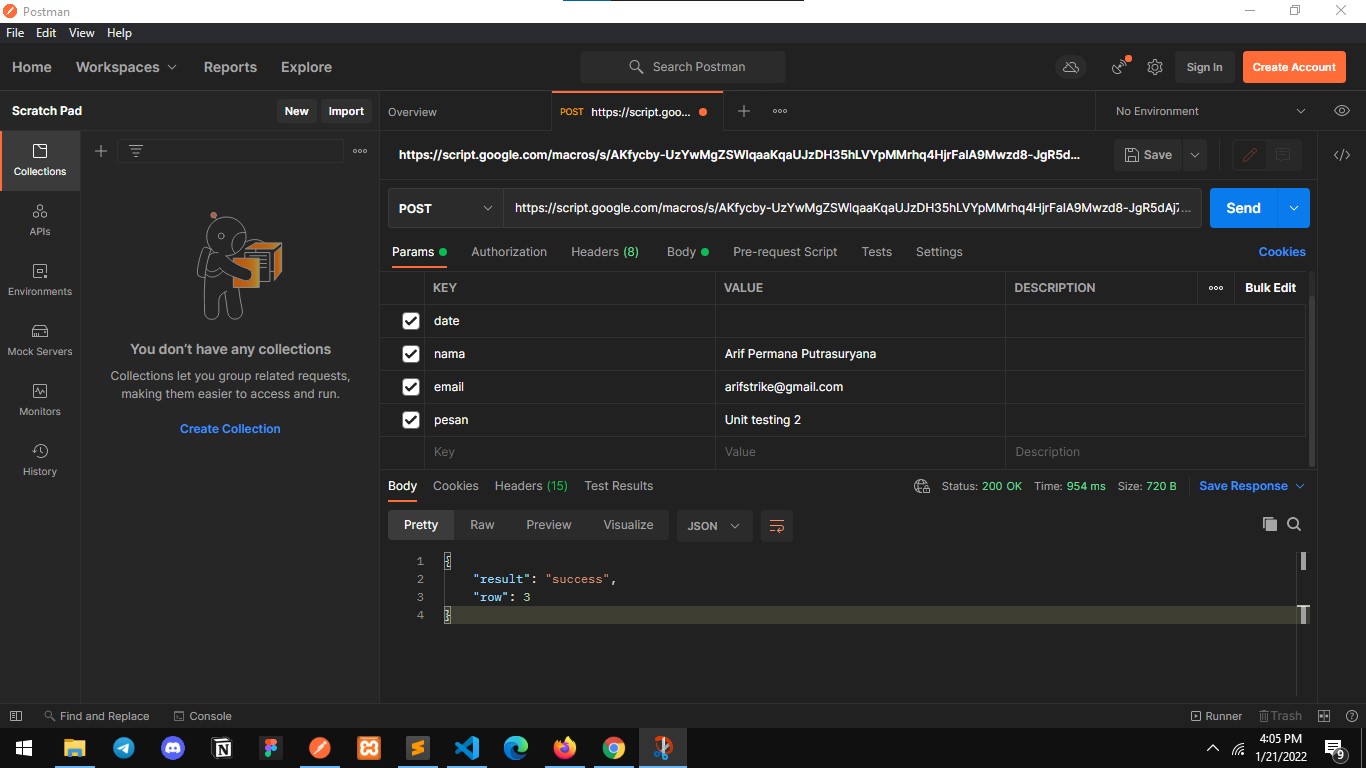 Postman
File Edit View Help
Home Workspaces Reports Explore Search Postman Sign In Create Account
Scratch Pad New Import Overview POST https://script.goo... No Environment
https://script.google.com/macros/s/AKfycby-UzYwMgZSWlqaaKqaUJzDH35hLVYpMMrhq4HjrFalA9Mwzd8-JgR5d... Save
Collections
APIs
Environments
Mock Servers
Monitors
History
You don't have any collections
Collections let you group related requests,
making them easier to access and run.
Create Collection
POST https://script.google.com/macros/s/AKfycby-UzYwMgZSWlqaaKqaUJzDH35hLVYpMMrhq4HjrFalA9Mwzd8-JgR5dAj7... Send
Params Authorization Headers (8) Body Pre-request Script Tests Settings Cookies
KEY VALUE DESCRIPTION Bulk Edit
date
nama Arif Permana Putrasuryana
email arifstrike@gmail.com
pesan Unit testing 2
Key Value Description
Body Cookies Headers (15) Test Results Status: 200 OK Time: 954 ms Size: 720 B Save Response
Pretty Raw Preview Visualize JSON
1 {
2 "result": "success",
3 "row": 3
4 }
Find and Replace Console Runner Trash
4:05 PM
1/21/2022
9